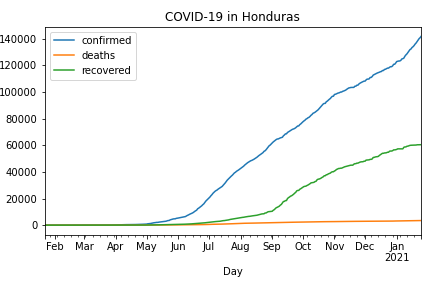 COVID-19 in Honduras
confirmed
deaths
recovered
140000
120000
100000
80000
60000
40000
20000
0
Feb Mar Apr May Jun Jul Aug Sep Oct Nov Dec Jan
2021
Day